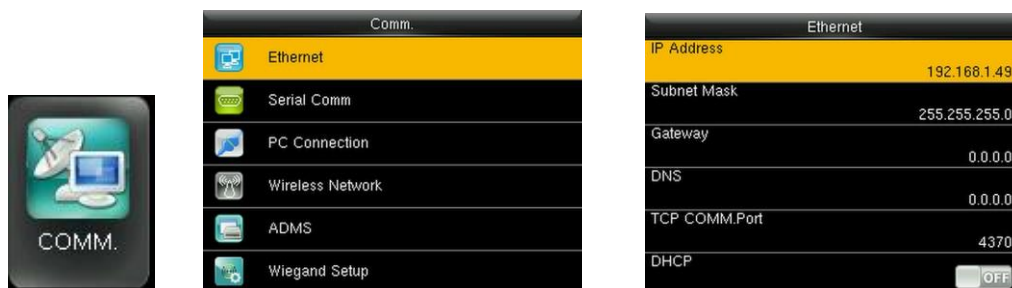 COMM.
Comm.
Ethernet
Serial Comm
PC Connection
Wireless Network
ADMS
Wiegand Setup
Ethernet
IP Address
192.168.1.49
Subnet Mask
255.255.255.0
Gateway
0.0.0.0
DNS
0.0.0.0
TCP COMM.Port
4370
DHCP
OFF